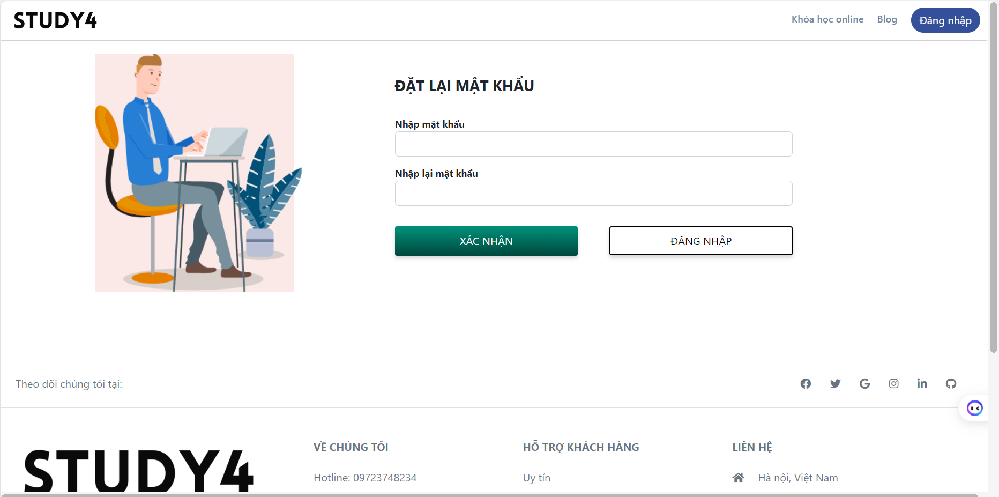 STUDY4
Khóa học online
Blog
Đăng nhập
ĐẶT LẠI MẬT KHẨU
Nhập mật khẩu
Nhập lại mật khẩu
XÁC NHẬN
ĐĂNG NHẬP
Theo dõi chúng tôi tại:
STUDY4
VỀ CHÚNG TÔI
Hotline: 09723748234
HỖ TRỢ KHÁCH HÀNG
Uy tín
LIÊN HỆ
Hà nội, Việt Nam